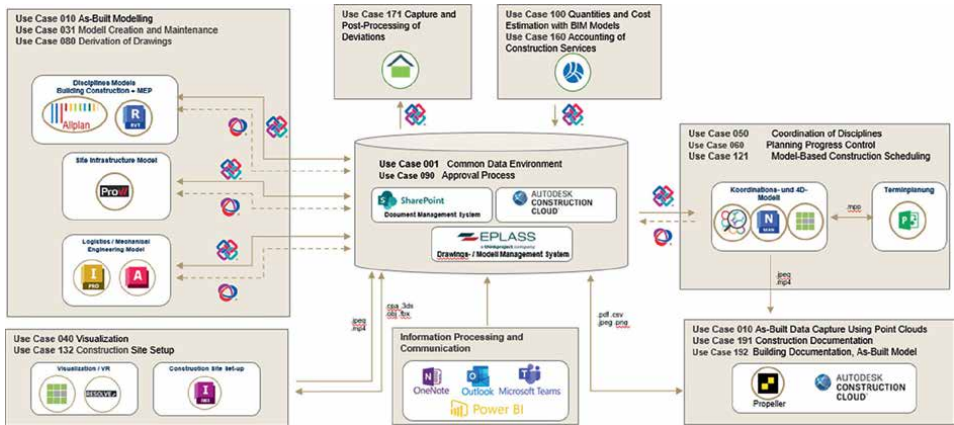 Use Case 010 As-Built Modelling
Use Case 031 Modell Creation and Maintenance
Use Case 080 Derivation of Drawings
Disciplines Models
Building Construction + MEP
Allplan
R
RVT
Site Infrastructure Model
ProVI
Logistics / Mechanical
Engineering Model
I
PRO
A
Use Case 171 Capture and
Post-Processing of
Deviations
Use Case 100 Quantities and Cost
Estimation with BIM Models
Use Case 160 Accounting of
Construction Services
Use Case 001 Common Data Environment
Use Case 090 Approval Process
SharePoint
Document Management System
AUTODESK
CONSTRUCTION
CLOUD
EPLASS
a thinkproject company
Drawings- / Modell Management System
Use Case 050 Coordination of Disciplines
Use Case 060 Planning Progress Control
Use Case 121 Model-Based Construction Scheduling
Koordinations- und 4D-
Modell
N
.mpp
Terminplanung
P
.jpeg
.mp4
Use Case 040 Visualization
Use Case 132 Construction Site Setup
Visualization / VR
RESOLVE
Construction Site Set-up
I
.jpeg
.mp4
.rpa .3dx
.obj .fbx
Information Processing and
Communication
N
OneNote
Outlook
Microsoft Teams
Power BI
.pdf .csv
.jpeg .png
Use Case 010 As-Built Data Capture Using Point Clouds
Use Case 191 Construction Documentation
Use Case 192 Building Documentation, As-Built Model
Propeller
AUTODESK
CONSTRUCTION
CLOUD